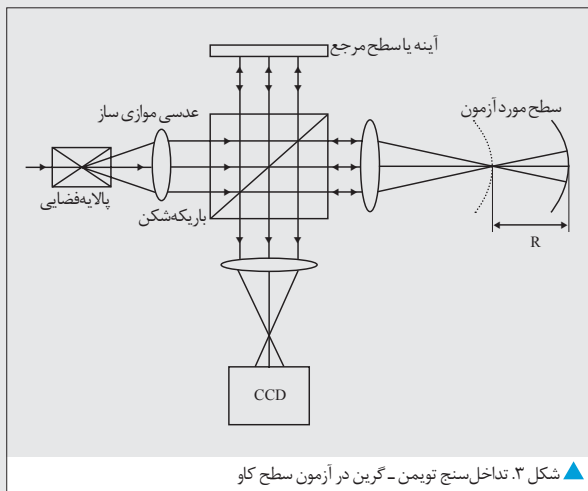 آینه یا سطح مرجع
عدسی موازی ساز
سطح مورد آزمون
پالایه‌فضایی
باریکه‌شکن
R
CCD
شکل ۳. تداخل‌سنج تویمن ـ گرین در آزمون سطح کاو